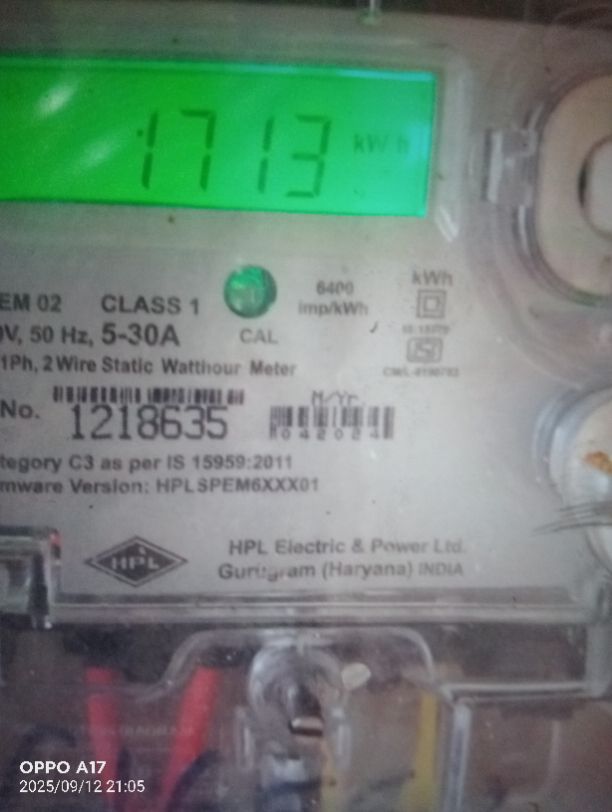 1713 kWh
EM 02 CLASS 1
6400
imp/kWh
kWh
V, 50 Hz, 5-30A
CAL
1Ph, 2 Wire Static Watthour Meter
No. 1218635
M/Yr
042024
tegory C3 as per IS 15959:2011
mware Version: HPLSPEM6XXX01
HPL
HPL Electric & Power Ltd.
Gurugram (Haryana) INDIA
OPPO A17
2025/09/12 21:05